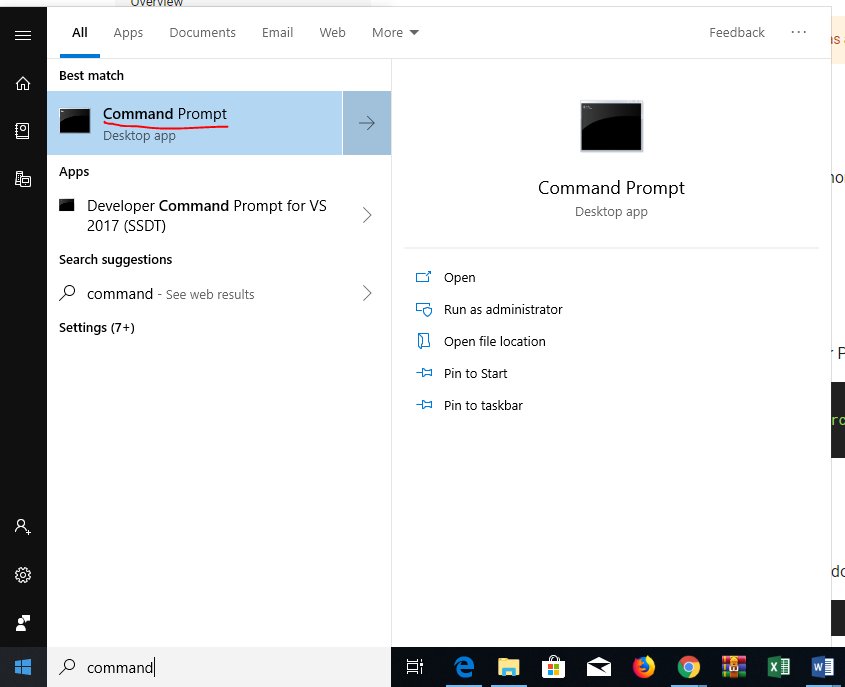 Overview
All Apps Documents Email Web More Feedback ...
Best match
Command Prompt
Desktop app
Apps
Developer Command Prompt for VS
2017 (SSDT)
Search suggestions
command - See web results
Settings (7+)
Command Prompt
Desktop app
Open
Run as administrator
Open file location
Pin to Start
Pin to taskbar
command